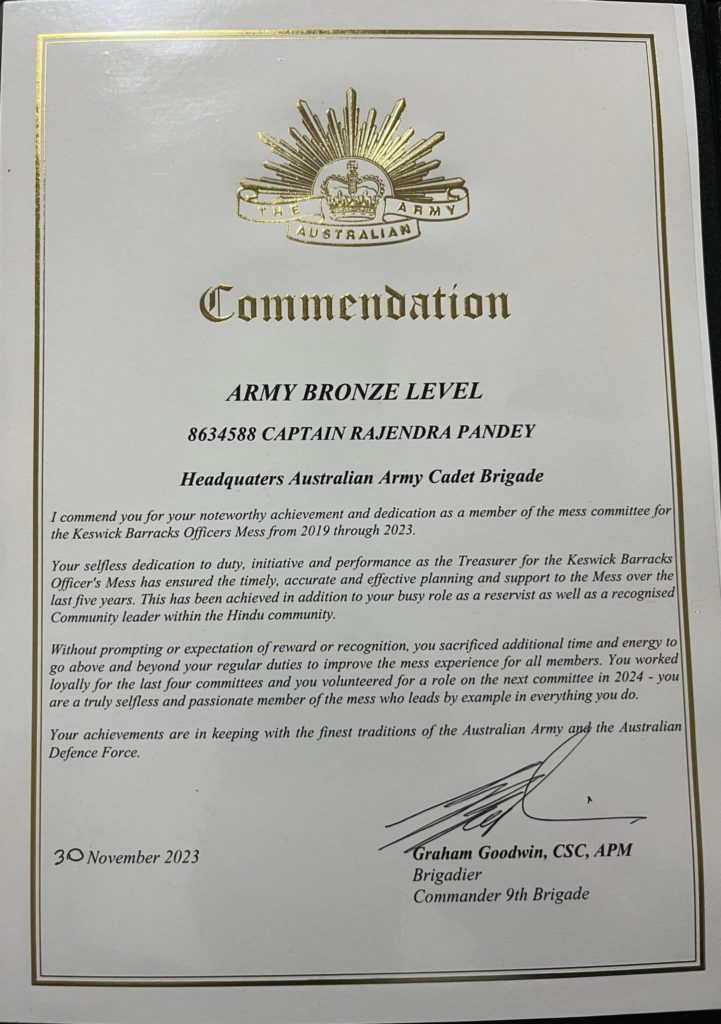 THE ARMY
AUSTRALIAN
Commendation
ARMY BRONZE LEVEL
8634588 CAPTAIN RAJENDRA PANDEY
Headquaters Australian Army Cadet Brigade
I commend you for your noteworthy achievement and dedication as a member of the mess committee for
the Keswick Barracks Officers Mess from 2019 through 2023.
Your selfless dedication to duty, initiative and performance as the Treasurer for the Keswick Barracks
Officer's Mess has ensured the timely, accurate and effective planning and support to the Mess over the
last five years. This has been achieved in addition to your busy role as a reservist as well as a recognised
Community leader within the Hindu community.
Without prompting or expectation of reward or recognition, you sacrificed additional time and energy to
go above and beyond your regular duties to improve the mess experience for all members. You worked
loyally for the last four committees and you volunteered for a role on the next committee in 2024 - you
are a truly selfless and passionate member of the mess who leads by example in everything you do.
Your achievements are in keeping with the finest traditions of the Australian Army and the Australian
Defence Force.
30 November 2023
Graham Goodwin, CSC, APM
Brigadier
Commander 9th Brigade